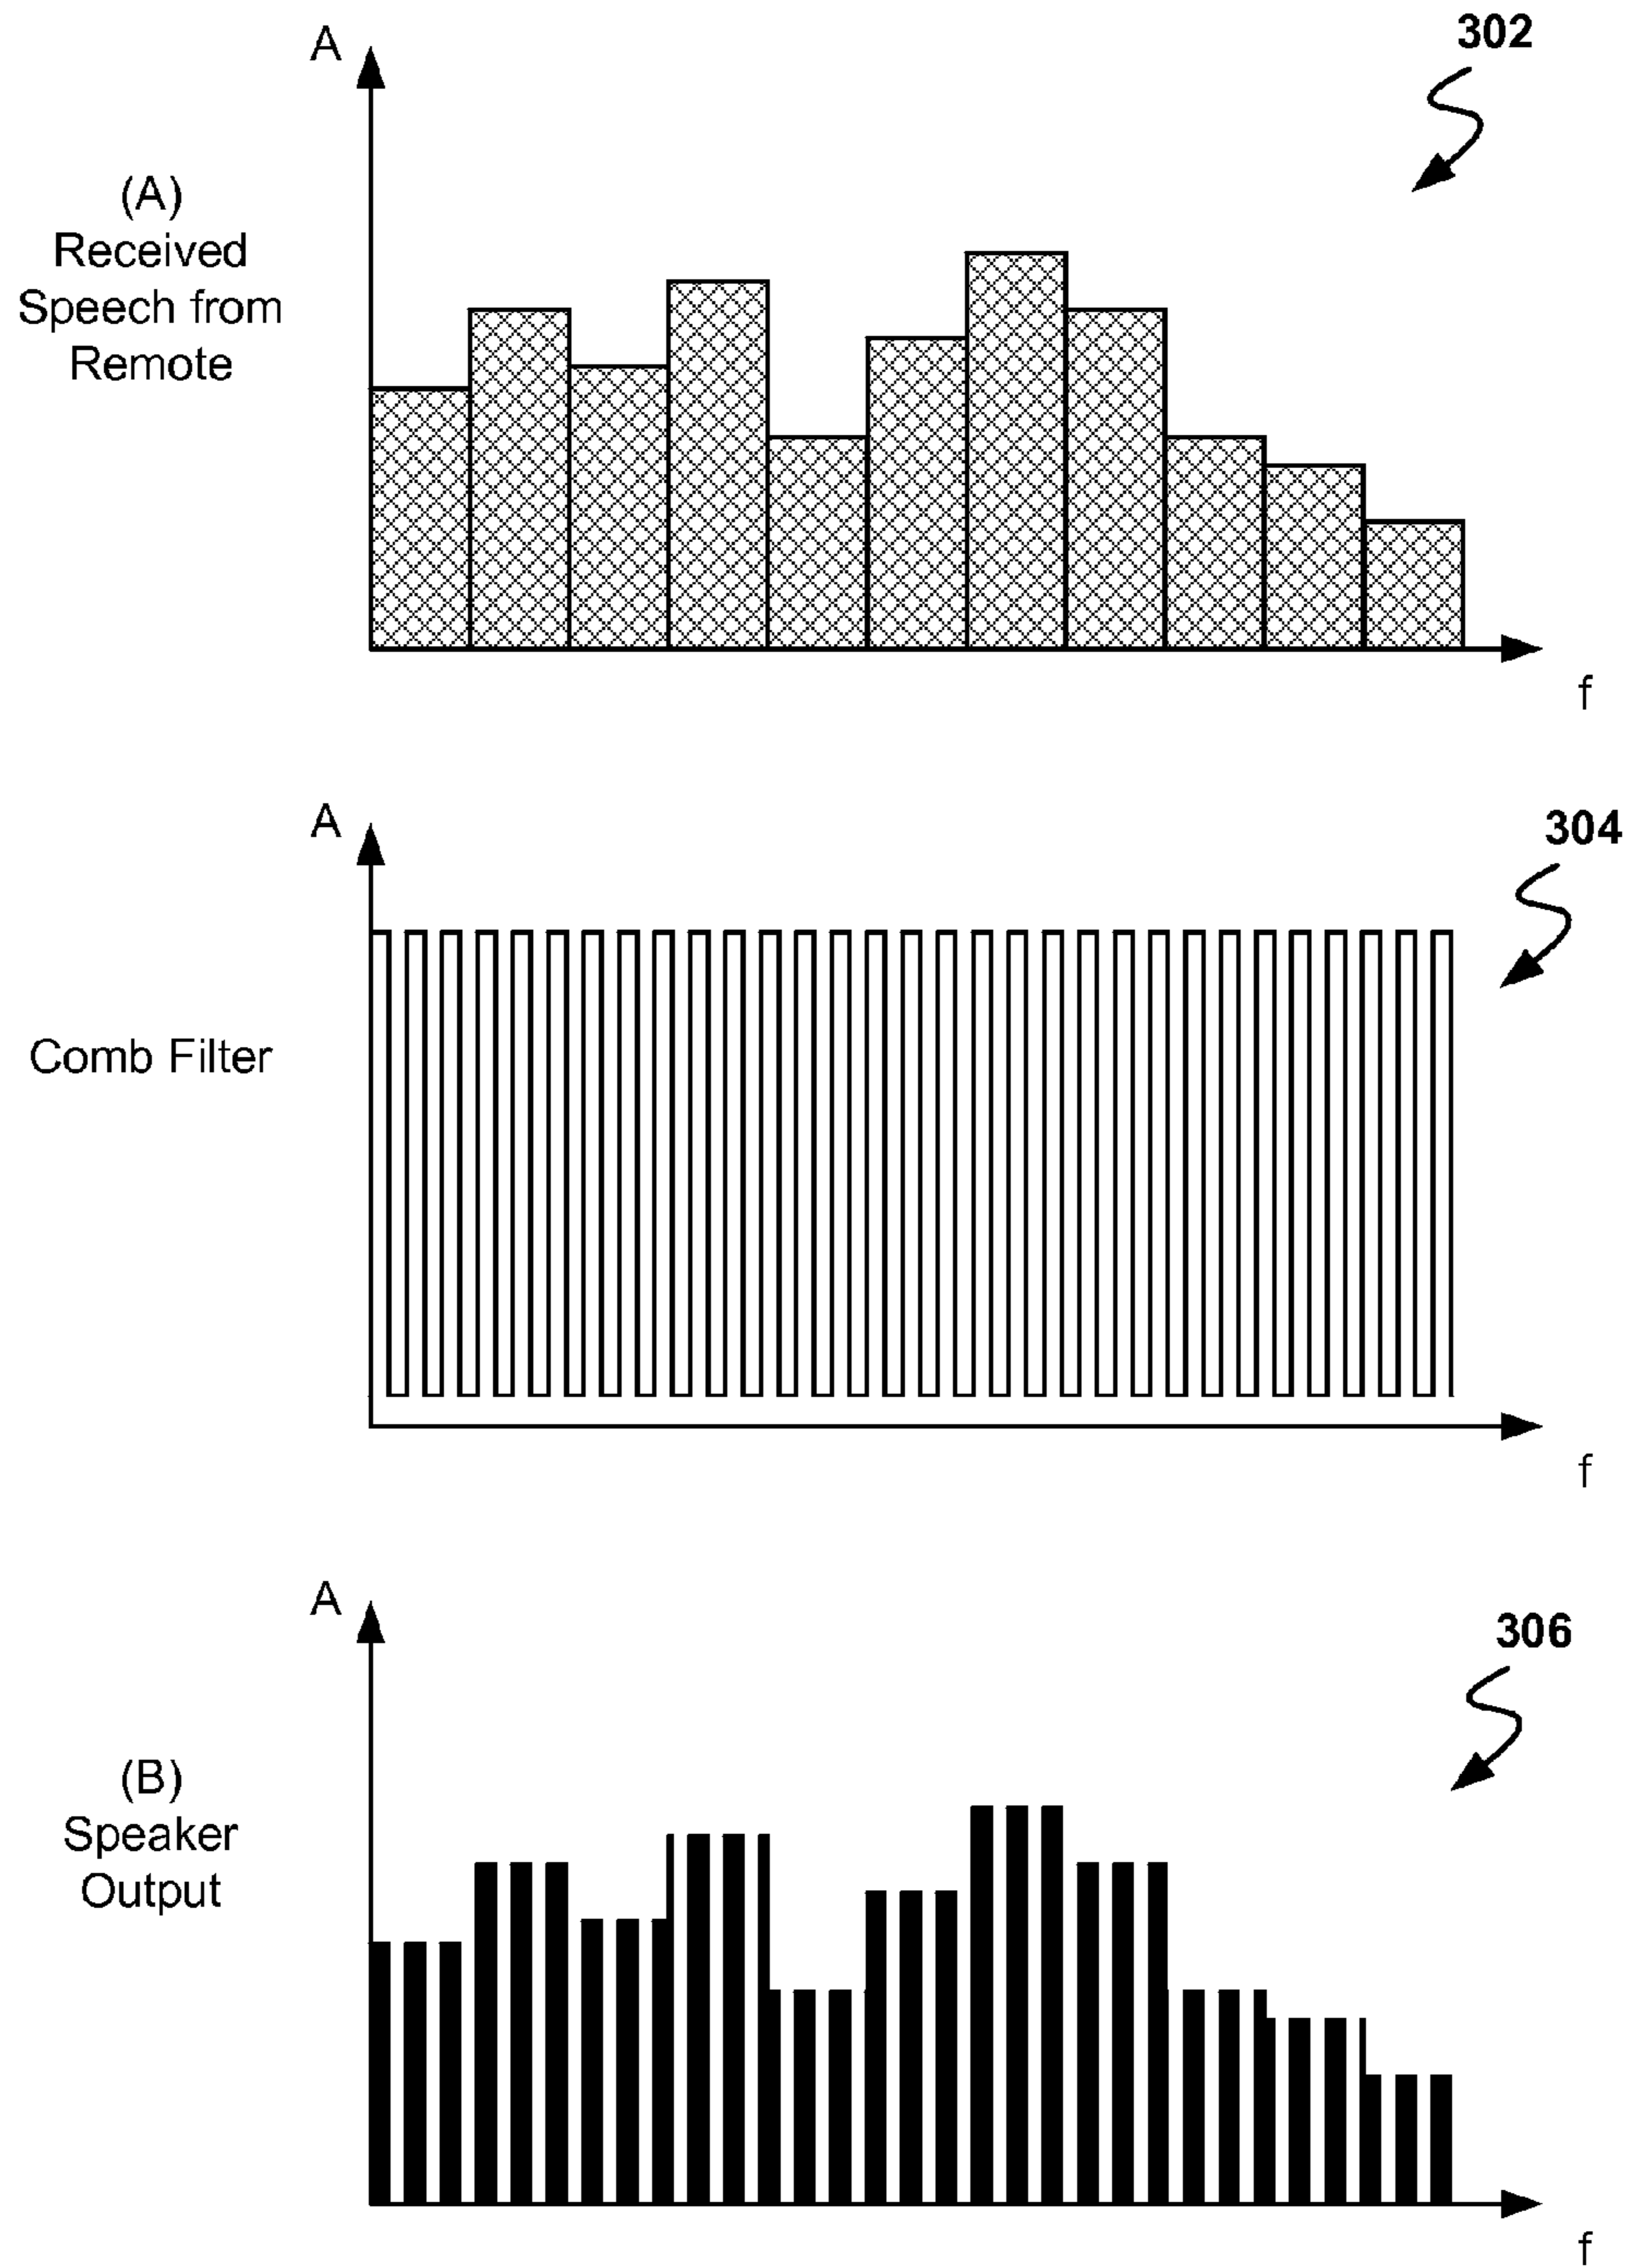 302
A
(A)
Received
Speech from
Remote
f
A
304
Comb Filter
f
A
306
(B)
Speaker
Output
f